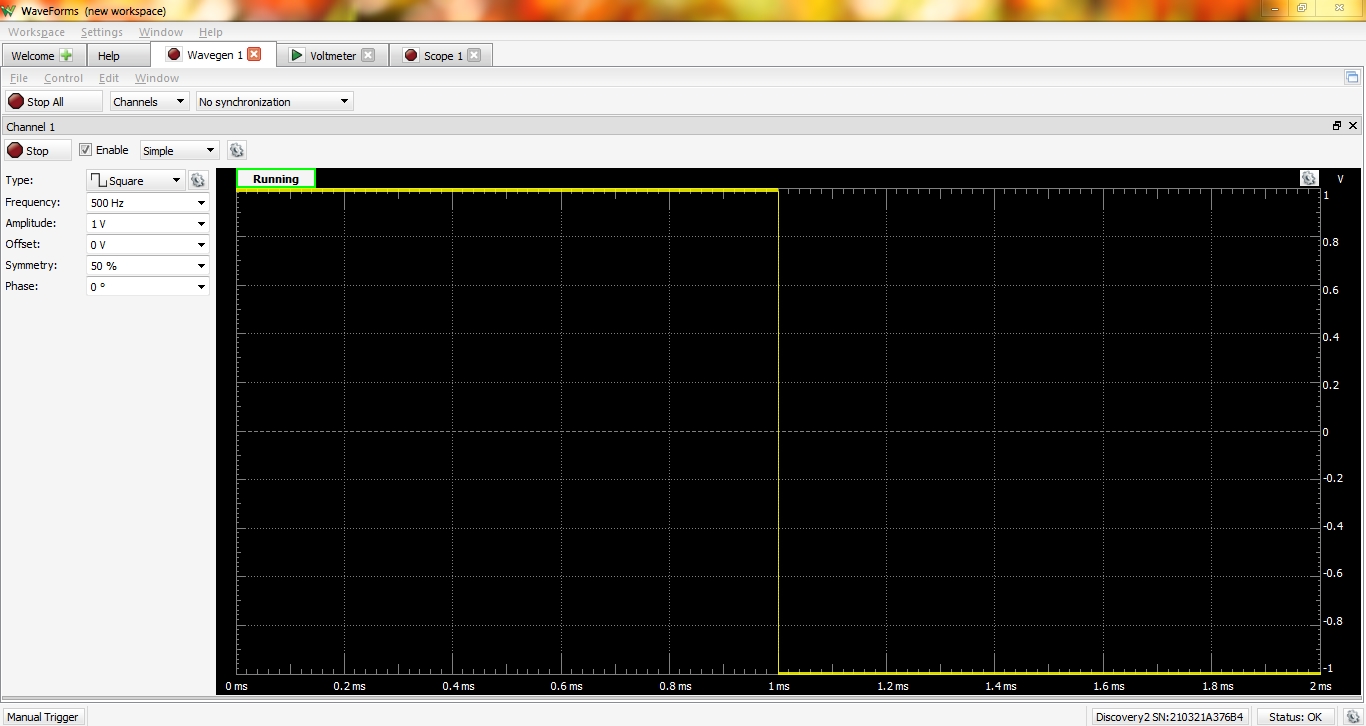 WaveForms (new workspace)
Workspace Settings Window Help
Welcome Help Wavegen 1 Voltmeter Scope 1
File Control Edit Window
Stop All Channels No synchronization
Channel 1
Stop Enable Simple
Type: Square
Frequency: 500 Hz
Amplitude: 1 V
Offset: 0 V
Symmetry: 50 %
Phase: 0 º
Running V
1
0.8
0.6
0.4
0.2
0
-0.2
-0.4
-0.6
-0.8
-1
0 ms 0.2 ms 0.4 ms 0.6 ms 0.8 ms 1 ms 1.2 ms 1.4 ms 1.6 ms 1.8 ms 2 ms
Manual Trigger Discovery2 SN:210321A376B4 Status: OK